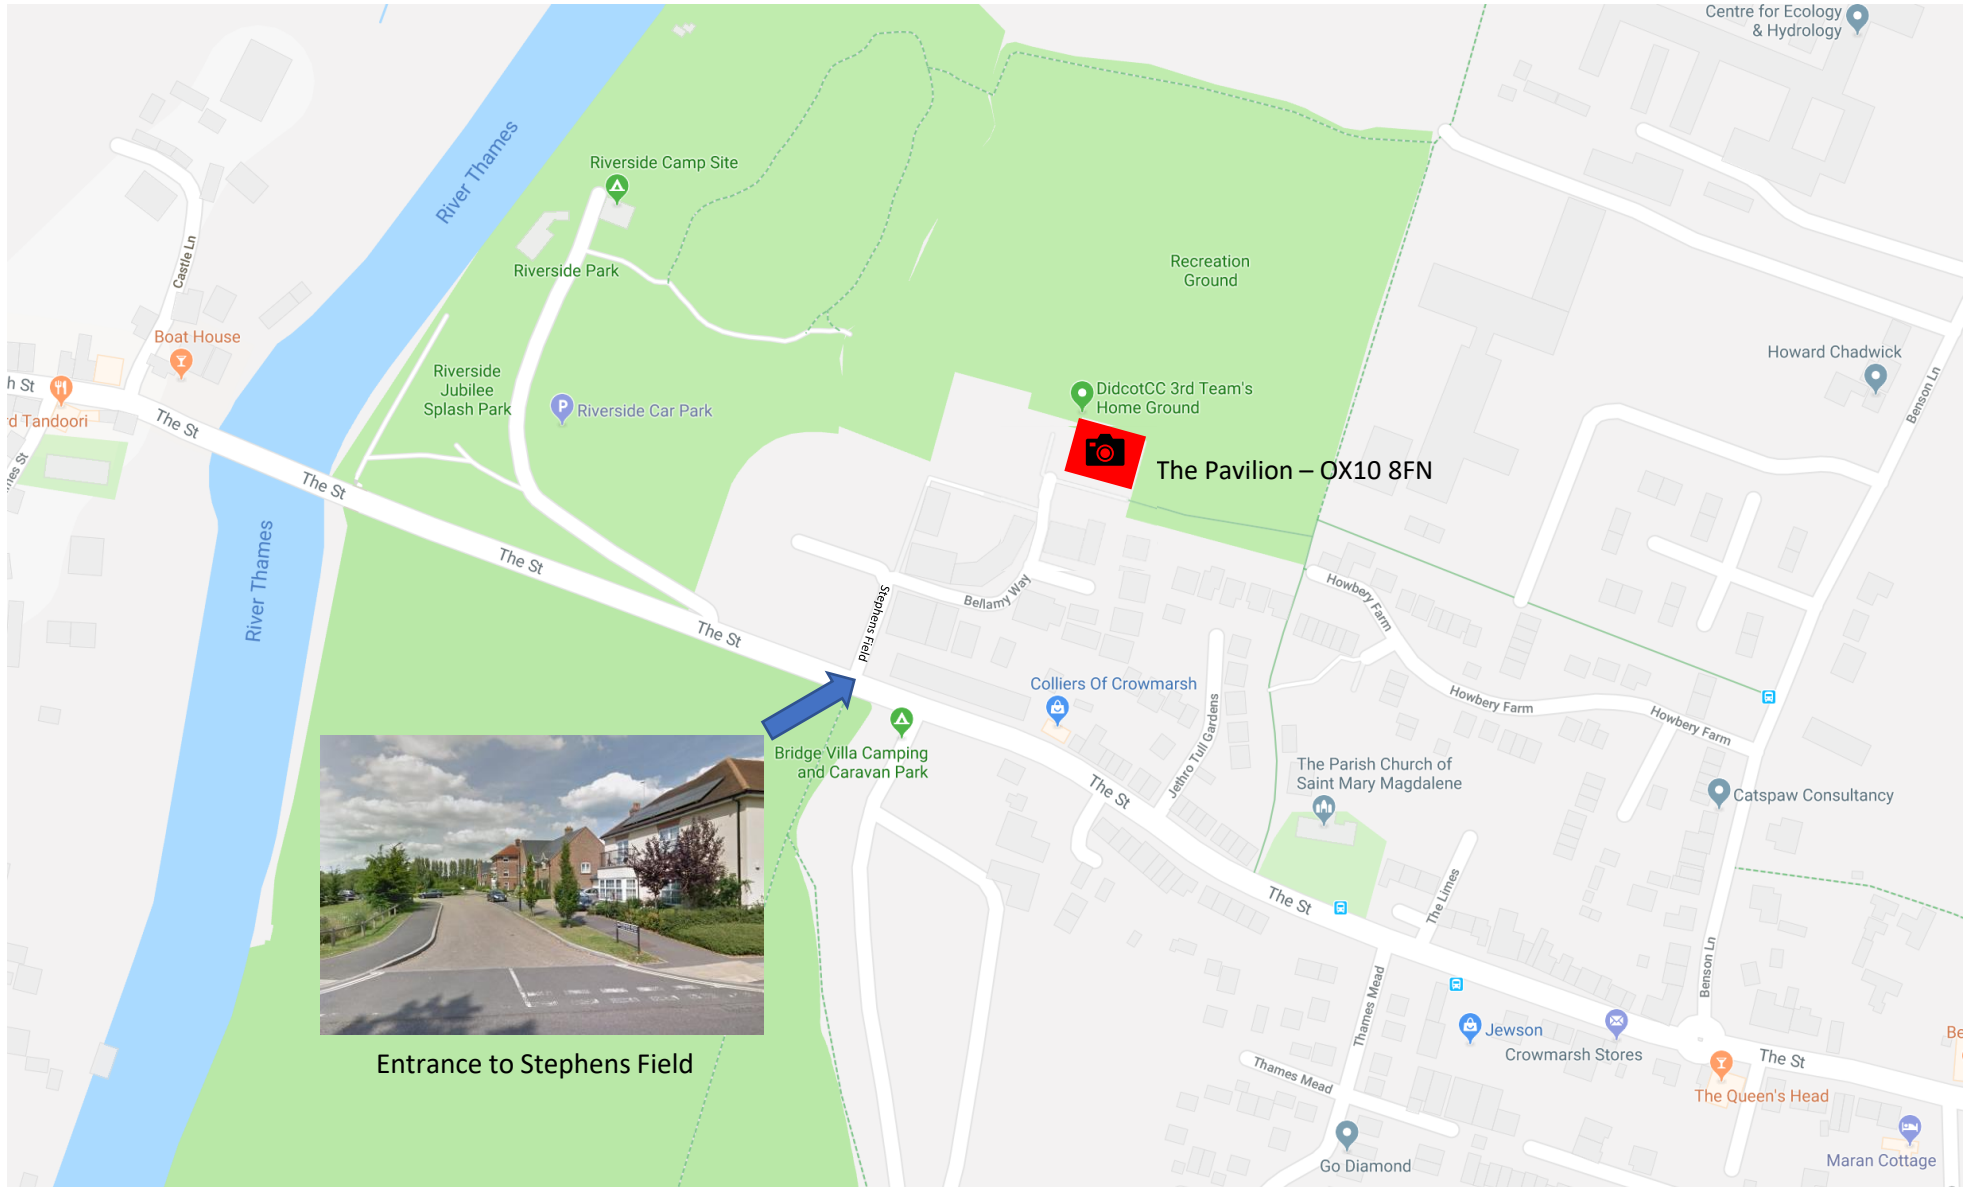 Centre for Ecology
& Hydrology
River Thames
Riverside Camp Site
Castle Ln
Riverside Park
Recreation
Ground
Boat House
Howard Chadwick
Benson Ln
h St
rd Tandoori
The St
mes St
Riverside
Jubilee
Splash Park
Riverside Car Park
DidcotCC 3rd Team's
Home Ground
The Pavilion – OX10 8FN
The St
River Thames
The St
Stephens Field
Bellamy Way
Howbery Farm
The St
Colliers Of Crowmarsh
Howbery Farm
Howbery Farm
Jethro Tull Gardens
Bridge Villa Camping
and Caravan Park
The Parish Church of
Saint Mary Magdalene
The St
Catspaw Consultancy
The St
The Limes
Benson Ln
Thames Mead
Jewson
Crowmarsh Stores
The St
Be
Entrance to Stephens Field
Thames Mead
The Queen's Head
Go Diamond
Maran Cottage